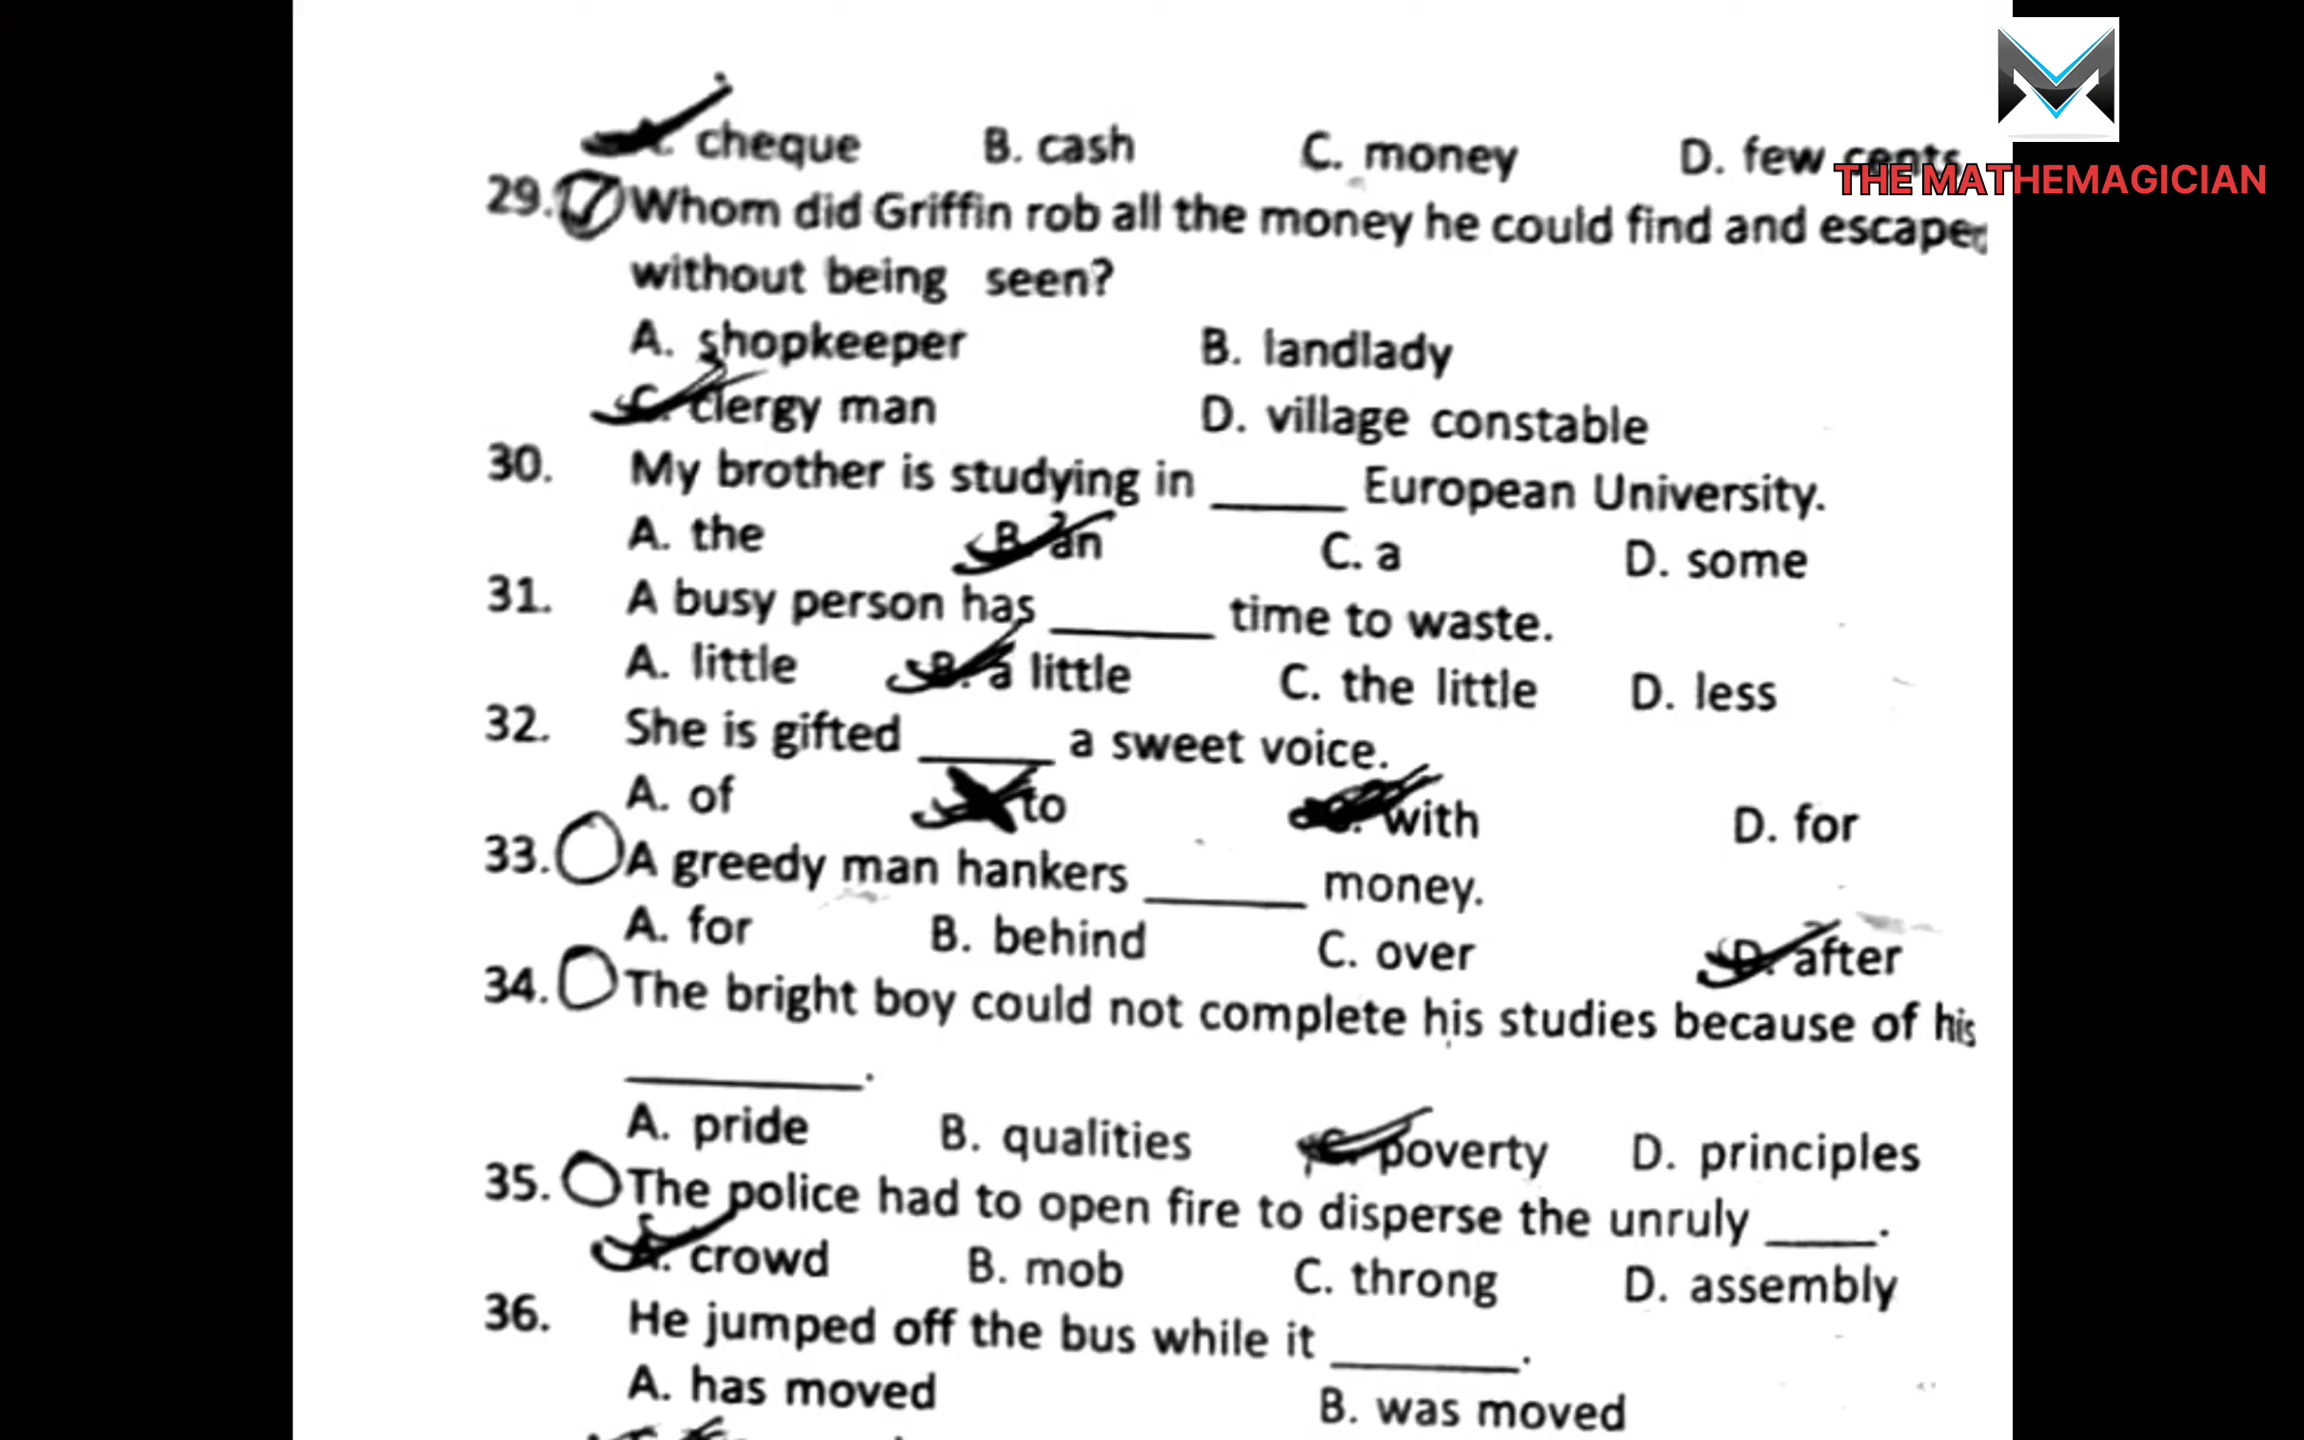 cheque B. cash C. money D. few cents
THE MATHEMAGICIAN
29. Whom did Griffin rob all the money he could find and escaped
without being seen?
A. shopkeeper B. landlady
C. clergy man D. village constable
30. My brother is studying in ______ European University.
A. the B. an C. a D. some
31. A busy person has ______ time to waste.
A. little B. a little C. the little D. less
32. She is gifted ______ a sweet voice.
A. of to C. with D. for
33. A greedy man hankers ______ money.
A. for B. behind C. over D. after
34. The bright boy could not complete his studies because of his
______.
A. pride B. qualities C. poverty D. principles
35. The police had to open fire to disperse the unruly ______.
A. crowd B. mob C. throng D. assembly
36. He jumped off the bus while it ______.
A. has moved B. was moved